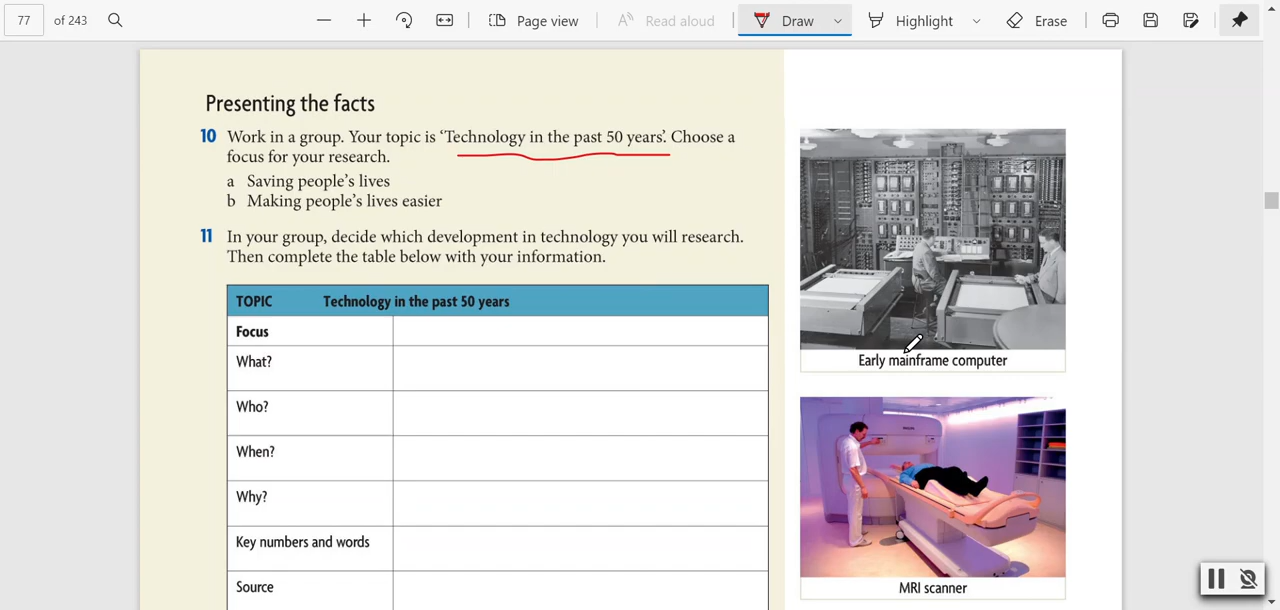 77 of 243 Page view Read aloud Draw Highlight Erase
Presenting the facts
10 Work in a group. Your topic is ‘Technology in the past 50 years’. Choose a
focus for your research.
a Saving people’s lives
b Making people’s lives easier
11 In your group, decide which development in technology you will research.
Then complete the table below with your information.
TOPIC Technology in the past 50 years
Focus
What?
Who?
When?
Why?
Key numbers and words
Source
Early mainframe computer
MRI scanner